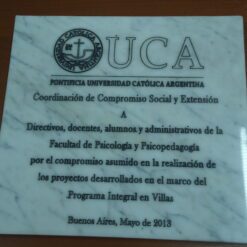 UCA
PONTIFICIA UNIVERSIDAD CATÓLICA ARGENTINA
Coordinación de Compromiso Social y Extensión
A
Directivos, docentes, alumnos y administrativos de la
Facultad de Psicología y Psicopedagogía
por el compromiso asumido en la realización de
los proyectos desarrollados en el marco del
Programa Integral en Villas
Buenos Aires, Mayo de 2013